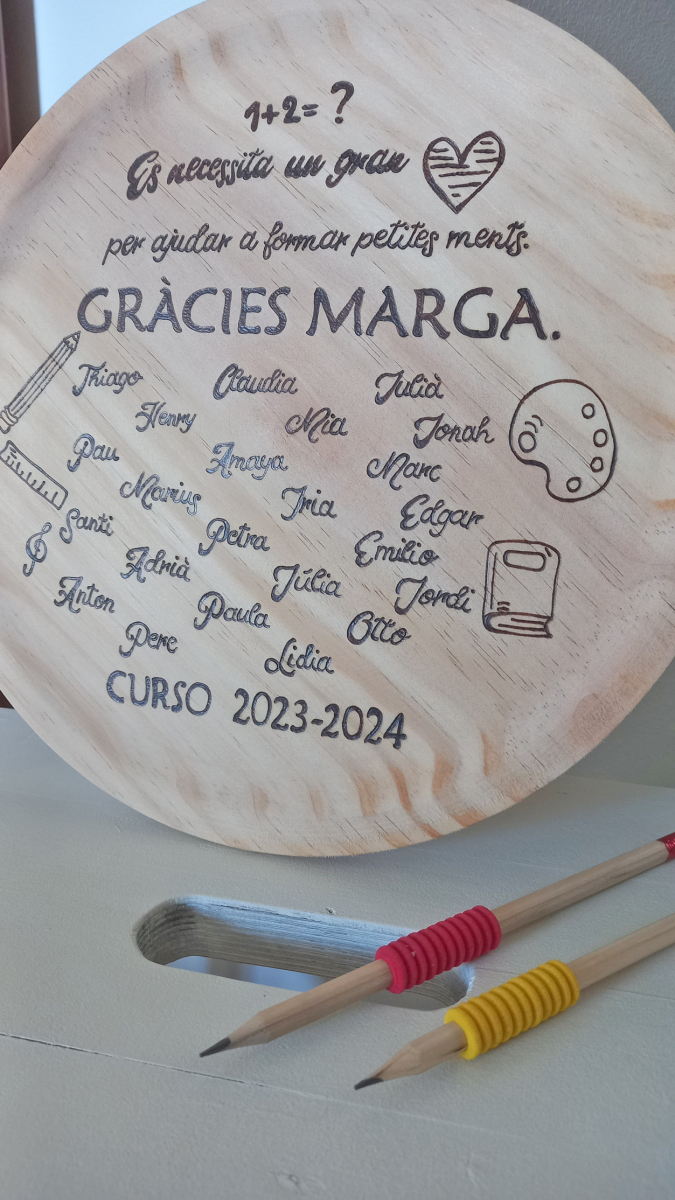 1+2= ?
Es necessita un gran
per ajudar a formar petites ments.
GRÀCIES MARGA.
Thiago Claudia Julià
Henry Mia Jonah
Pau Amaya Marc
Marius Iria Edgar
Santi Petra Emilio
Adrià Júlia Jordi
Anton Paula Otto
Pere Lidia
CURSO 2023-2024